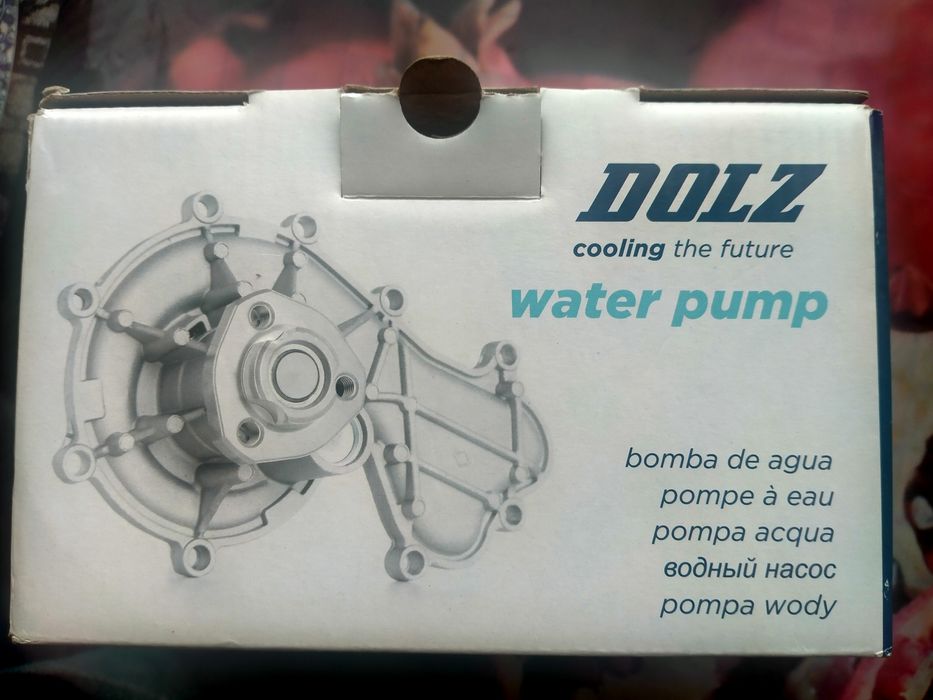 DOLZ
cooling the future
water pump
bomba de agua
pompe à eau
pompa acqua
водный насос
pompa wody